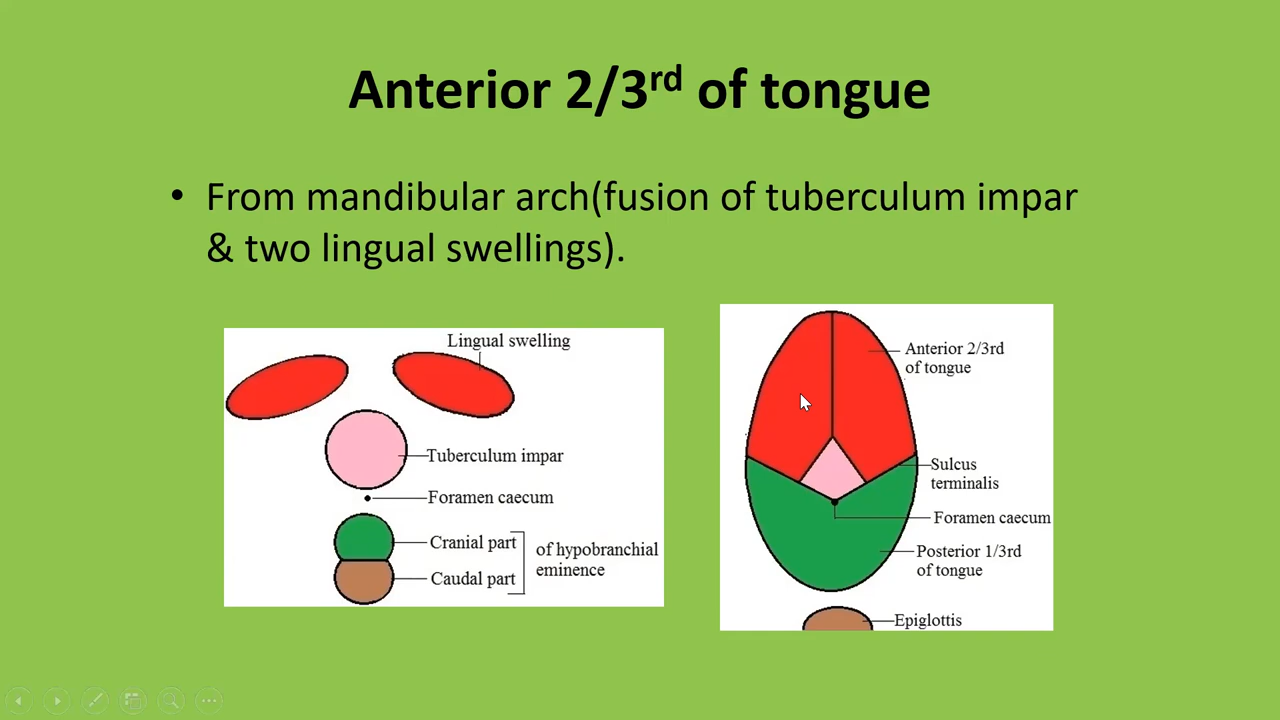 Anterior 2/3rd of tongue
• From mandibular arch(fusion of tuberculum impar
& two lingual swellings).
Lingual swelling
Tuberculum impar
Foramen caecum
Cranial part
Caudal part
of hypobranchial
eminence
Anterior 2/3rd
of tongue
Sulcus
terminalis
Foramen caecum
Posterior 1/3rd
of tongue
Epiglottis